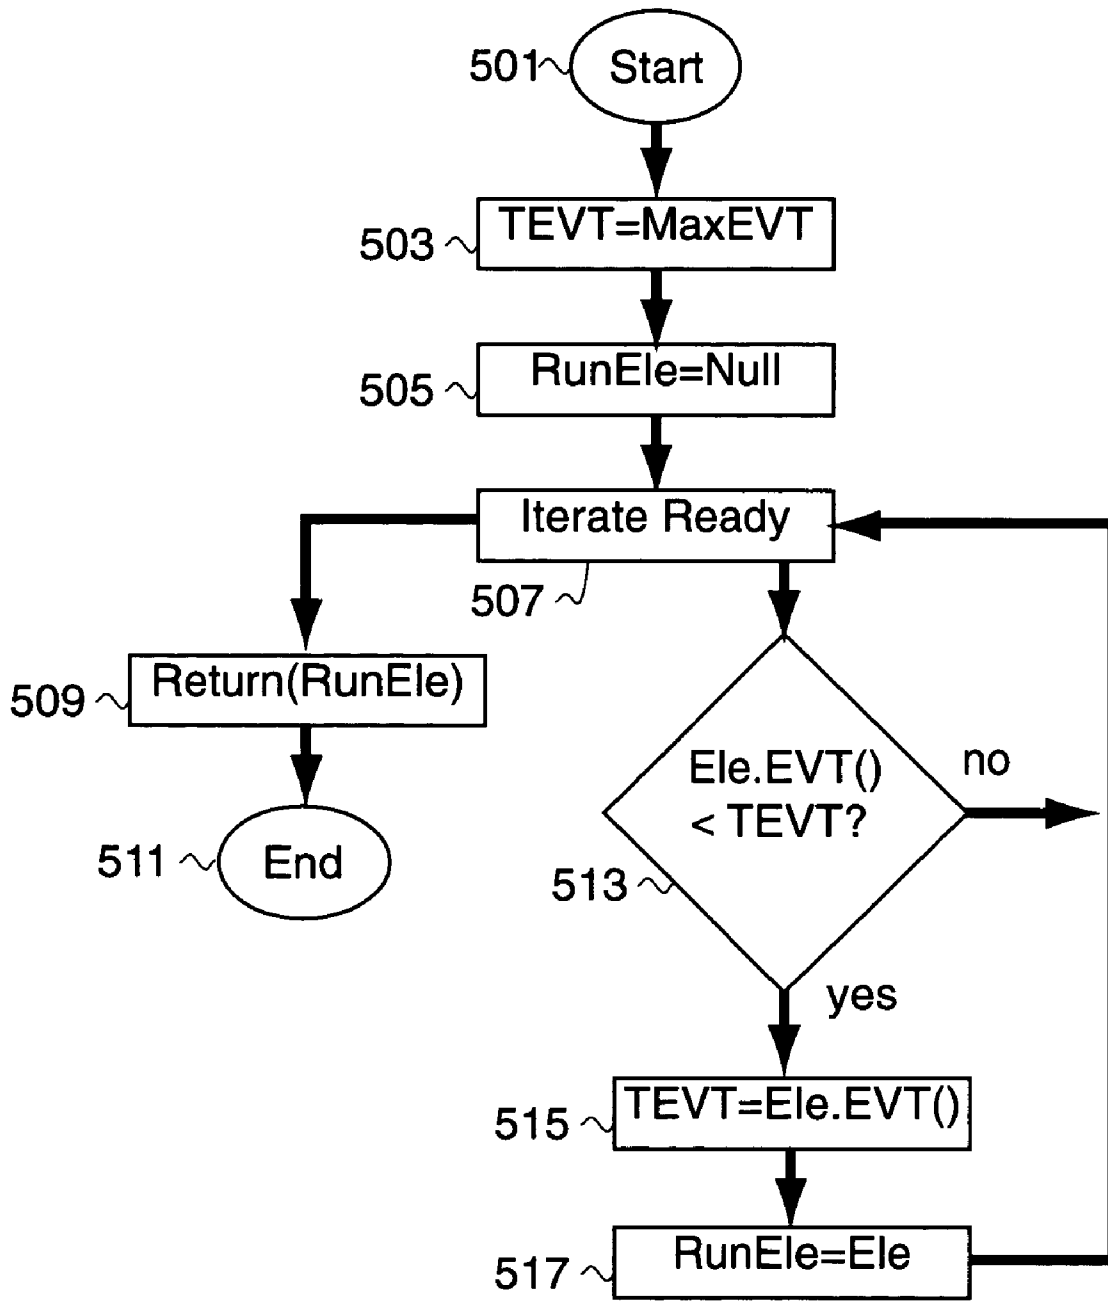 501
Start
503
TEVT=MaxEVT
505
RunEle=Null
Iterate Ready
507
509
Return(RunEle)
511
End
Ele.EVT()
< TEVT?
no
513
yes
515
TEVT=Ele.EVT()
517
RunEle=Ele